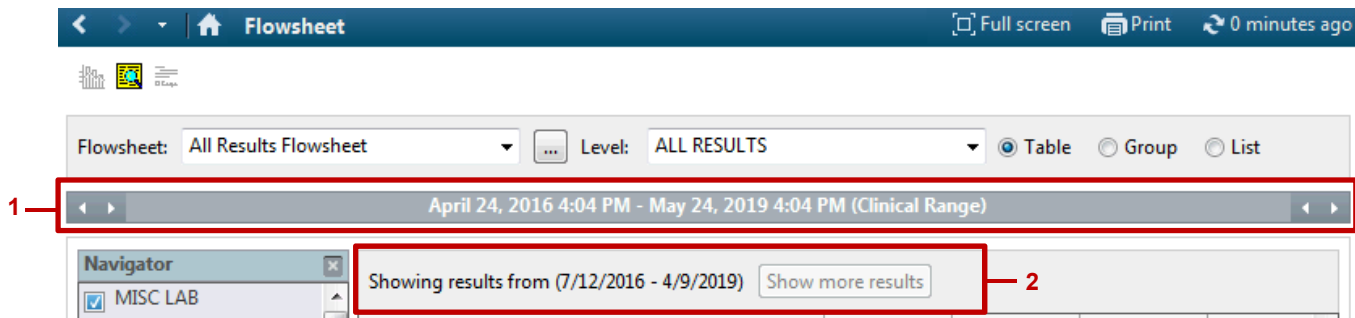 Flowsheet
Full screen
Print
0 minutes ago
Flowsheet: All Results Flowsheet ... Level: ALL RESULTS Table Group List
1
April 24, 2016 4:04 PM - May 24, 2019 4:04 PM (Clinical Range)
Navigator
MISC LAB
Showing results from (7/12/2016 - 4/9/2019) Show more results
2